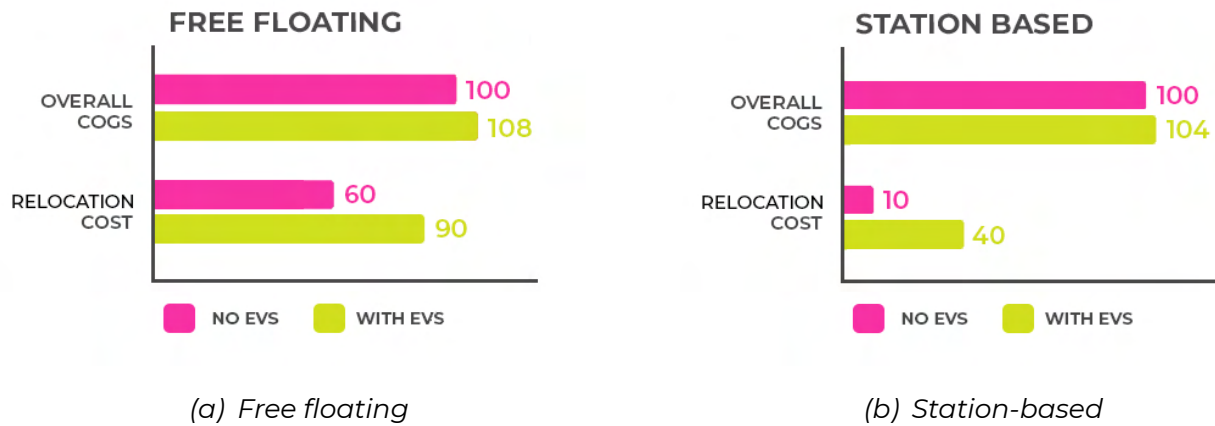 FREE FLOATING
OVERALL
COGS
100
108
RELOCATION
COST
60
90
NO EVS
WITH EVS
(a) Free floating
STATION BASED
OVERALL
COGS
100
104
RELOCATION
COST
10
40
NO EVS
WITH EVS
(b) Station-based